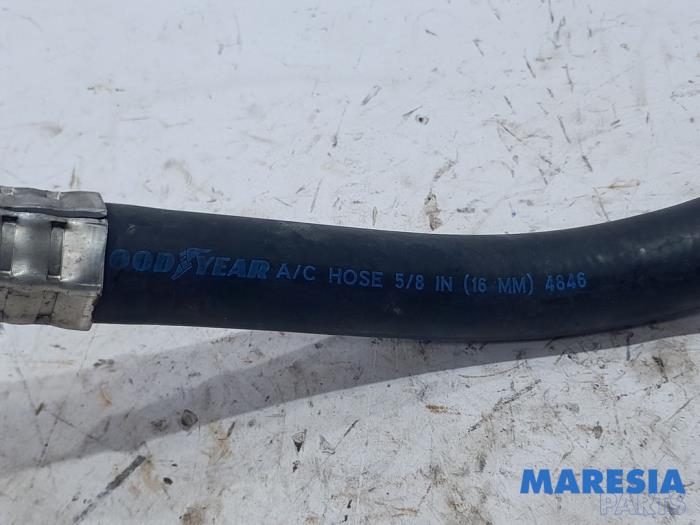 GOODYEAR A/C HOSE 5/8 IN (16 MM) 4846
MARESIA
PARTS